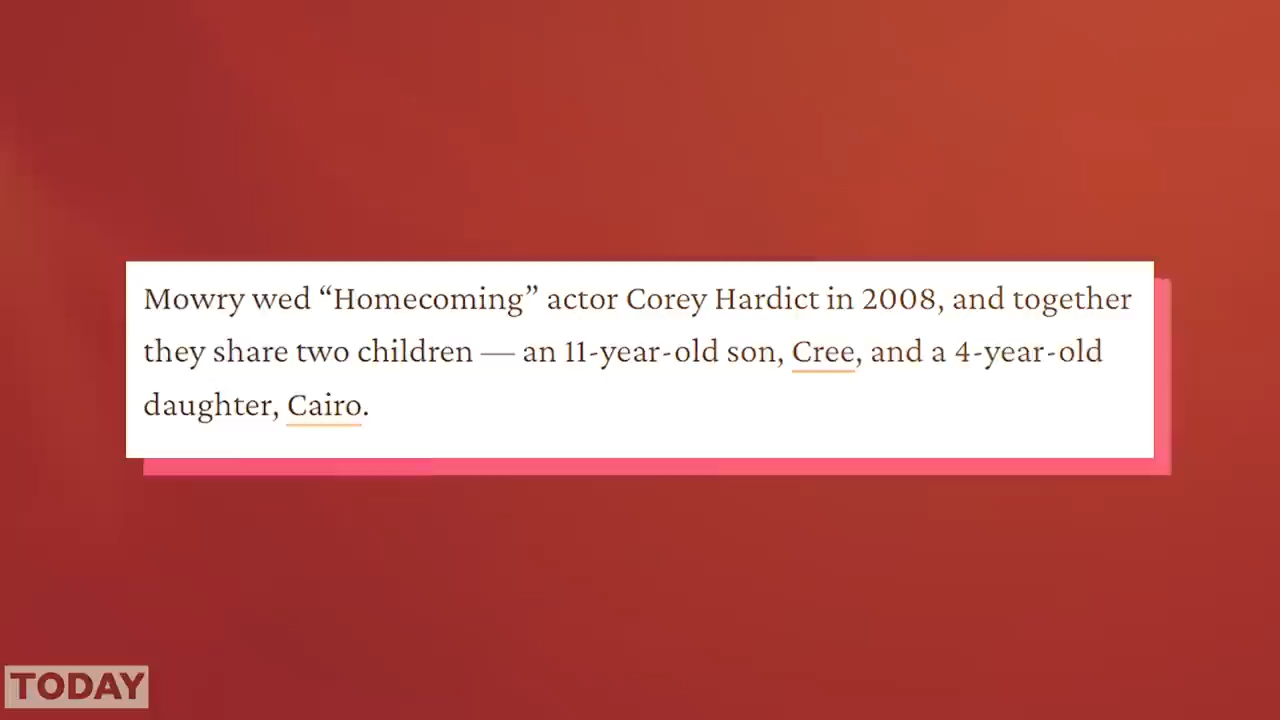 Mowry wed “Homecoming” actor Corey Hardict in 2008, and together
they share two children — an 11-year-old son, Cree, and a 4-year-old
daughter, Cairo.
TODAY